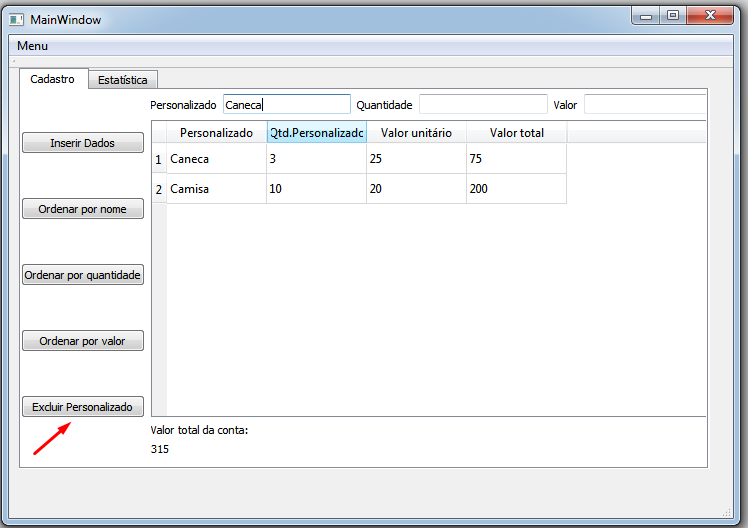 MainWindow
Menu
Cadastro Estatística
Personalizado Caneca Quantidade Valor
Inserir Dados
Ordenar por nome
Ordenar por quantidade
Ordenar por valor
Excluir Personalizado
Personalizado Qtd.Personalizado Valor unitário Valor total
1 Caneca 3 25 75
2 Camisa 10 20 200
Valor total da conta:
315